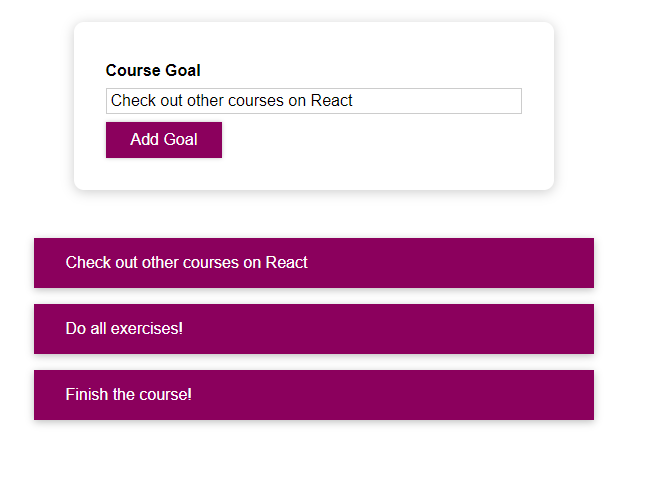 Course Goal
Check out other courses on React
Add Goal
Check out other courses on React
Do all exercises!
Finish the course!